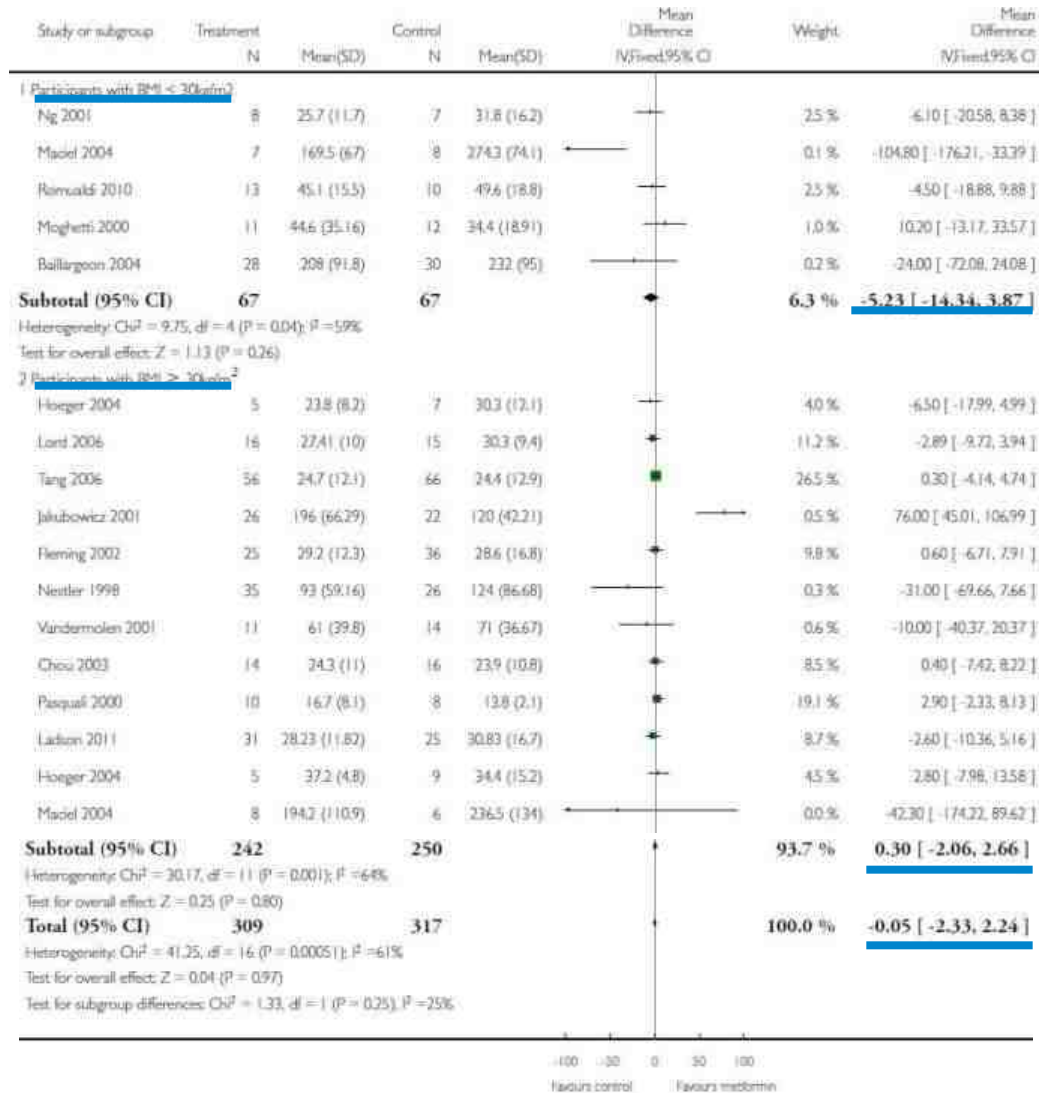 Study or subgroup Treatment Control Mean Difference Weight Mean Difference
N Mean(SD) N Mean(SD) IV,Fixed,95% CI IV,Fixed,95% CI
1 Participants with BMI < 30kg/m2
Ng 2001 8 25.7 (11.7) 7 31.8 (16.2) 2.5 % -6.10 [ -20.58, 8.38 ]
Maciel 2004 7 169.5 (67) 8 274.3 (74.1) 0.1 % -104.80 [ -176.21, -33.39 ]
Romualdi 2010 13 45.1 (15.5) 10 49.6 (18.8) 2.5 % -4.50 [ -18.88, 9.88 ]
Moghetti 2000 11 44.6 (35.16) 12 34.4 (18.91) 1.0 % 10.20 [ -13.17, 33.57 ]
Baillargeon 2004 28 208 (91.8) 30 232 (95) 0.2 % -24.00 [ -72.08, 24.08 ]
Subtotal (95% CI) 67 67 6.3 % -5.23 [ -14.34, 3.87 ]
Heterogeneity: Chi² = 9.75, df = 4 (P = 0.04); I² =59%
Test for overall effect: Z = 1.13 (P = 0.26)
2 Participants with BMI ≥ 30kg/m²
Hoeger 2004 5 23.8 (8.2) 7 30.3 (12.1) 4.0 % -6.50 [ -17.99, 4.99 ]
Lord 2006 16 27.41 (10) 15 30.3 (9.4) 11.2 % -2.89 [ -9.72, 3.94 ]
Tang 2006 56 24.7 (12.1) 66 24.4 (12.9) 26.5 % 0.30 [ -4.14, 4.74 ]
Jakubowicz 2001 26 196 (66.29) 22 120 (42.21) 0.5 % 76.00 [ 45.01, 106.99 ]
Fleming 2002 25 29.2 (12.3) 36 28.6 (16.8) 9.8 % 0.60 [ -6.71, 7.91 ]
Nestler 1998 35 93 (59.16) 26 124 (86.68) 0.3 % -31.00 [ -69.66, 7.66 ]
Vandermolen 2001 11 61 (39.8) 14 71 (36.67) 0.6 % -10.00 [ -40.37, 20.37 ]
Chou 2003 14 24.3 (11) 16 23.9 (10.8) 8.5 % 0.40 [ -7.42, 8.22 ]
Pasquali 2000 10 16.7 (8.1) 8 13.8 (2.1) 19.1 % 2.90 [ -2.33, 8.13 ]
Ladson 2011 31 28.23 (11.82) 25 30.83 (16.7) 8.7 % -2.60 [ -10.36, 5.16 ]
Hoeger 2004 5 37.2 (4.8) 9 34.4 (15.2) 4.5 % 2.80 [ -7.98, 13.58 ]
Maciel 2004 8 194.2 (110.9) 6 236.5 (134) 0.0 % -42.30 [ -174.22, 89.62 ]
Subtotal (95% CI) 242 250 93.7 % 0.30 [ -2.06, 2.66 ]
Heterogeneity: Chi² = 30.17, df = 11 (P = 0.001); I² =64%
Test for overall effect: Z = 0.25 (P = 0.80)
Total (95% CI) 309 317 100.0 % -0.05 [ -2.33, 2.24 ]
Heterogeneity: Chi² = 41.25, df = 16 (P = 0.00051); I² =61%
Test for overall effect: Z = 0.04 (P = 0.97)
Test for subgroup differences: Chi² = 1.33, df = 1 (P = 0.25), I² =25%
-100 -50 0 50 100
Favours control Favours metformin